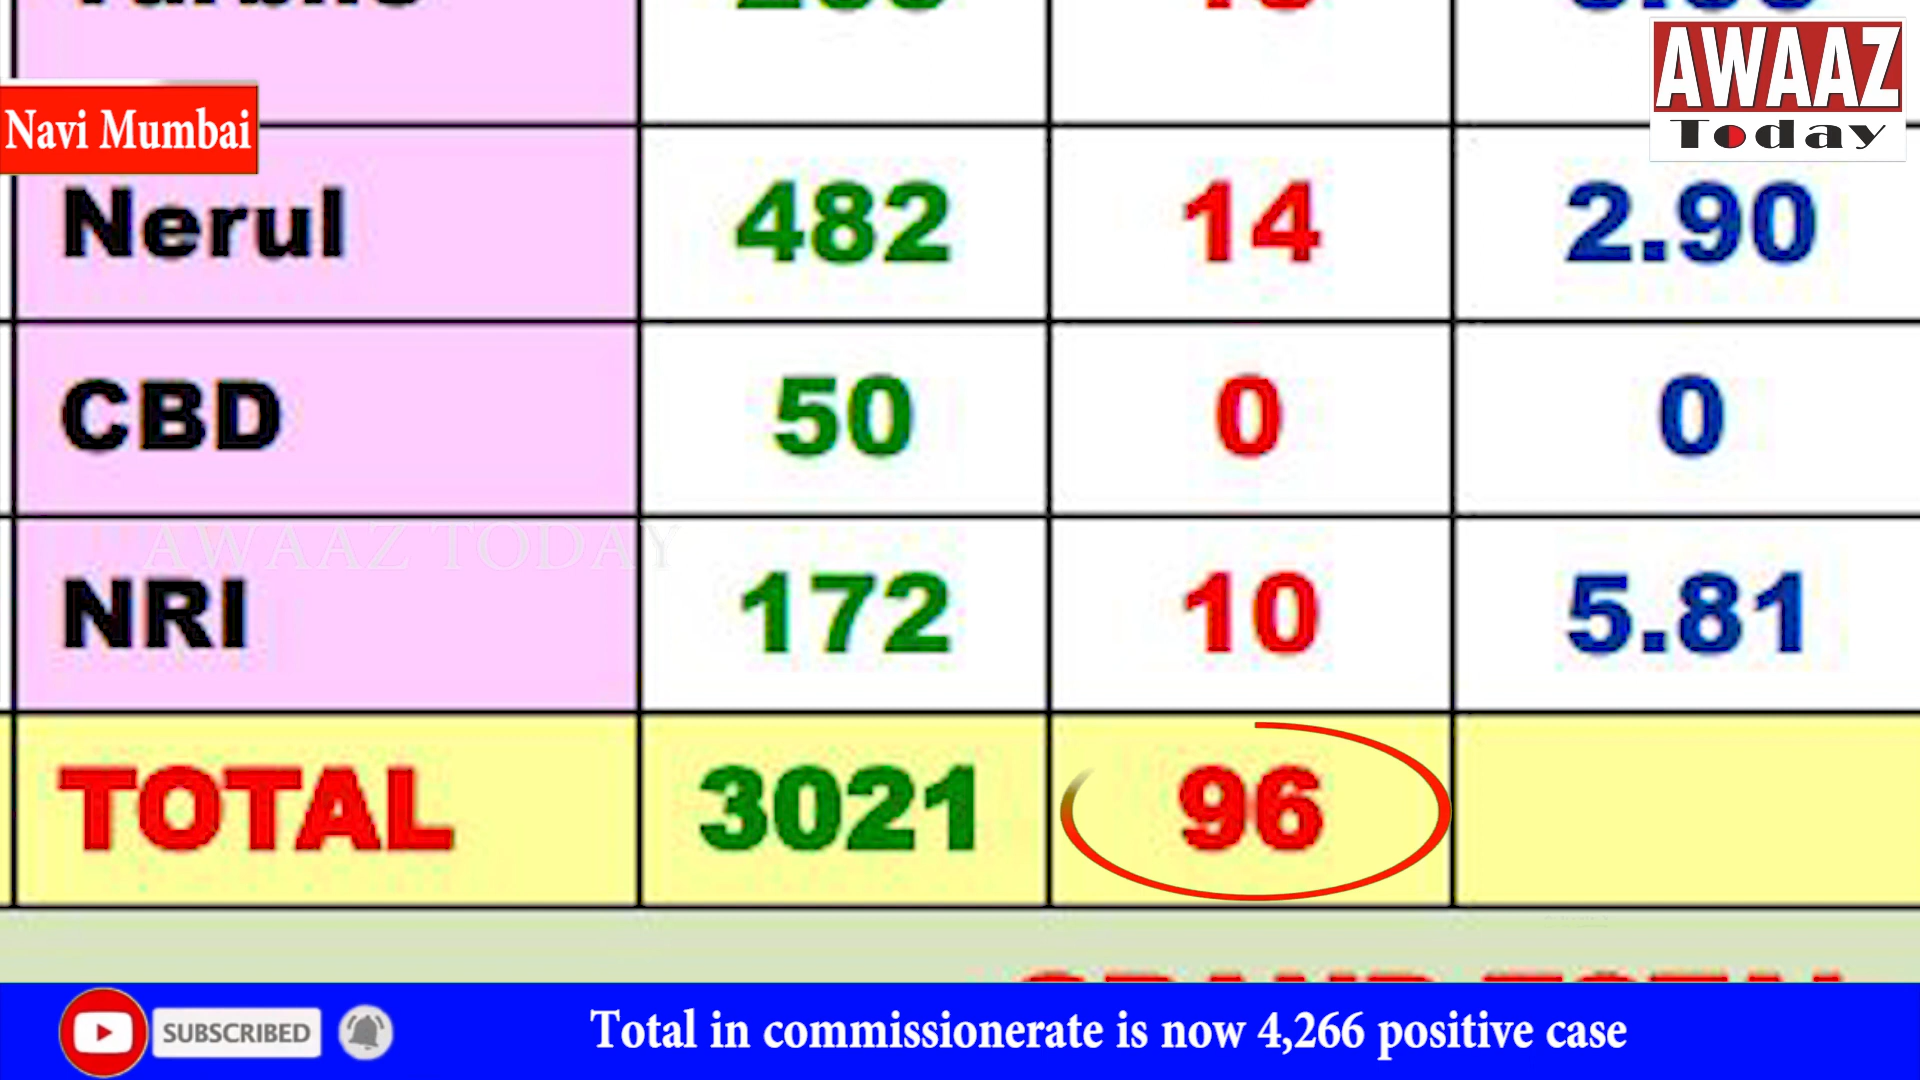 AWAAZ
Today
Navi Mumbai
Nerul 482 14 2.90
CBD 50 0 0
AWAAZ TODAY
NRI 172 10 5.81
TOTAL 3021 96
SUBSCRIBED Total in commissionerate is now 4,266 positive case